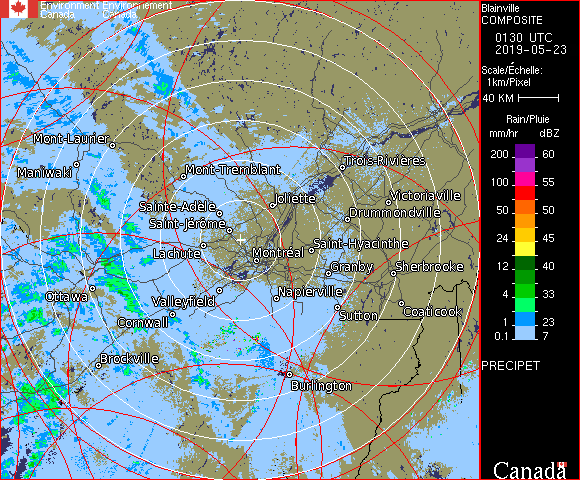 Environment Environnement
Canada Canada
Mont-Laurier
Maniwaki
Mont-Tremblant
Trois-Rivières
Sainte-Adèle
Joliette
Victoriaville
Saint-Jérôme
Drummondville
Lachute
Montréal
Saint-Hyacinthe
Granby
Sherbrooke
Ottawa
Valleyfield
Napierville
Cornwall
Sutton
Coaticook
Brockville
Burlington
Blainville
COMPOSITE
0130 UTC
2019-05-23
Scale/Échelle:
1km/Pixel
40 KM
Rain/Pluie
mm/hr dBZ
200 60
100 55
50 50
24 45
12 40
4 33
1 23
0.1 7
PRECIPET
Canada